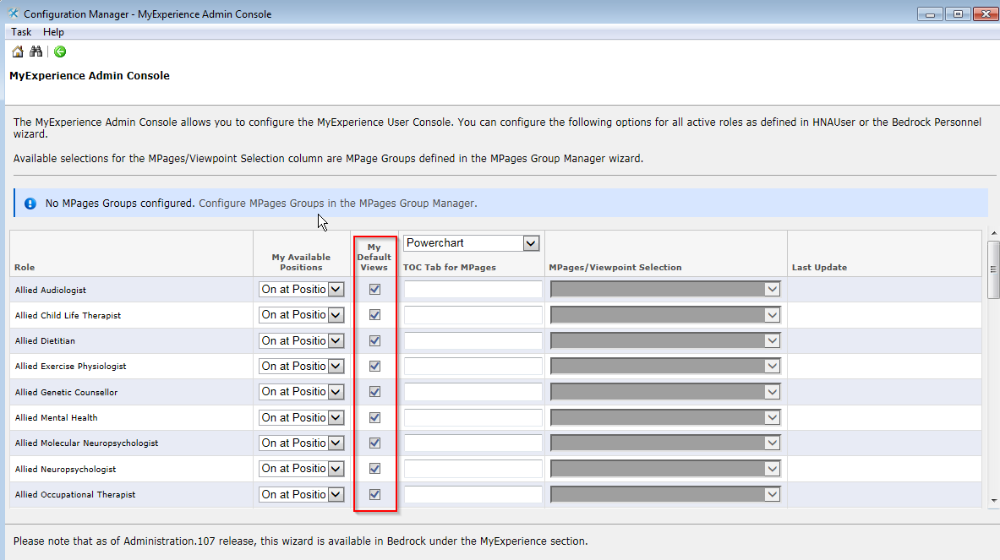 Configuration Manager - MyExperience Admin Console
Task Help
MyExperience Admin Console
The MyExperience Admin Console allows you to configure the MyExperience User Console. You can configure the following options for all active roles as defined in HNAUser or the Bedrock Personnel
wizard.
Available selections for the MPages/Viewpoint Selection column are MPage Groups defined in the MPages Group Manager wizard.
No MPages Groups configured. Configure MPages Groups in the MPages Group Manager.
Role
My Available
Positions
My
Default
Views
Powerchart
TOC Tab for MPages
MPages/Viewpoint Selection
Last Update
Allied Audiologist On at Positio
Allied Child Life Therapist On at Positio
Allied Dietitian On at Positio
Allied Exercise Physiologist On at Positio
Allied Genetic Counsellor On at Positio
Allied Mental Health On at Positio
Allied Molecular Neuropsychologist On at Positio
Allied Neuropsychologist On at Positio
Allied Occupational Therapist On at Positio
Please note that as of Administration.107 release, this wizard is available in Bedrock under the MyExperience section.